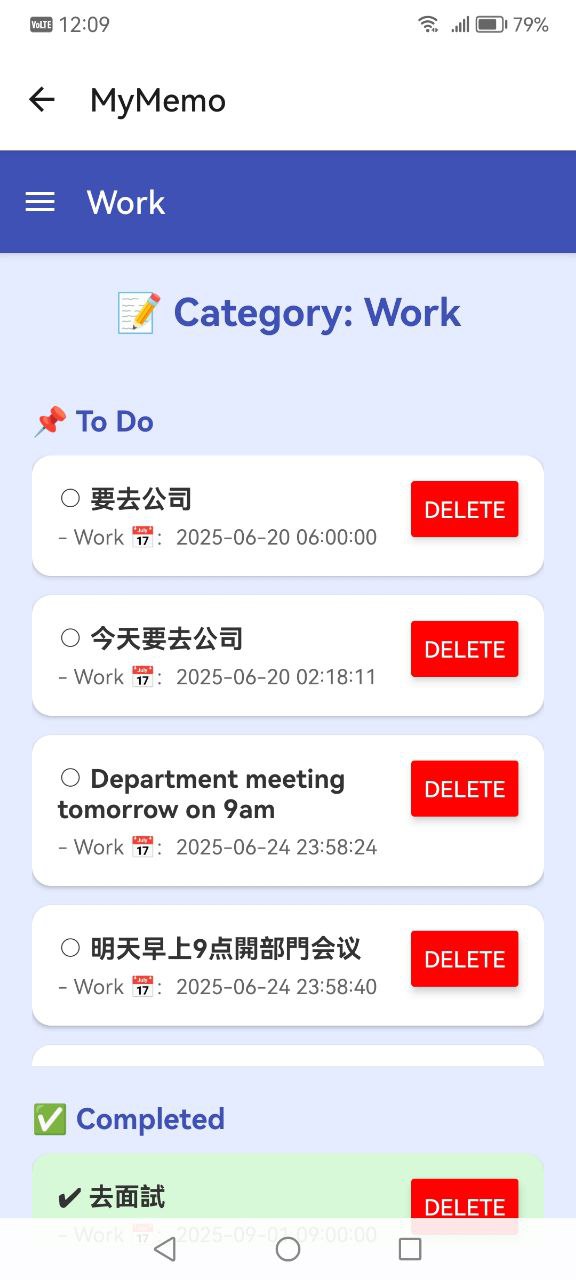 VoLTE 12:09 79%
MyMemo
Work
Category: Work
To Do
○ 要去公司
DELETE
- Work 📅: 2025-06-20 06:00:00
○ 今天要去公司
DELETE
- Work 📅: 2025-06-20 02:18:11
○ Department meeting
tomorrow on 9am
DELETE
- Work 📅: 2025-06-24 23:58:24
○ 明天早上9点開部門会议
DELETE
- Work 📅: 2025-06-24 23:58:40
Completed
✔ 去面試
DELETE
- Work 📅: 2025-09-01 09:00:00